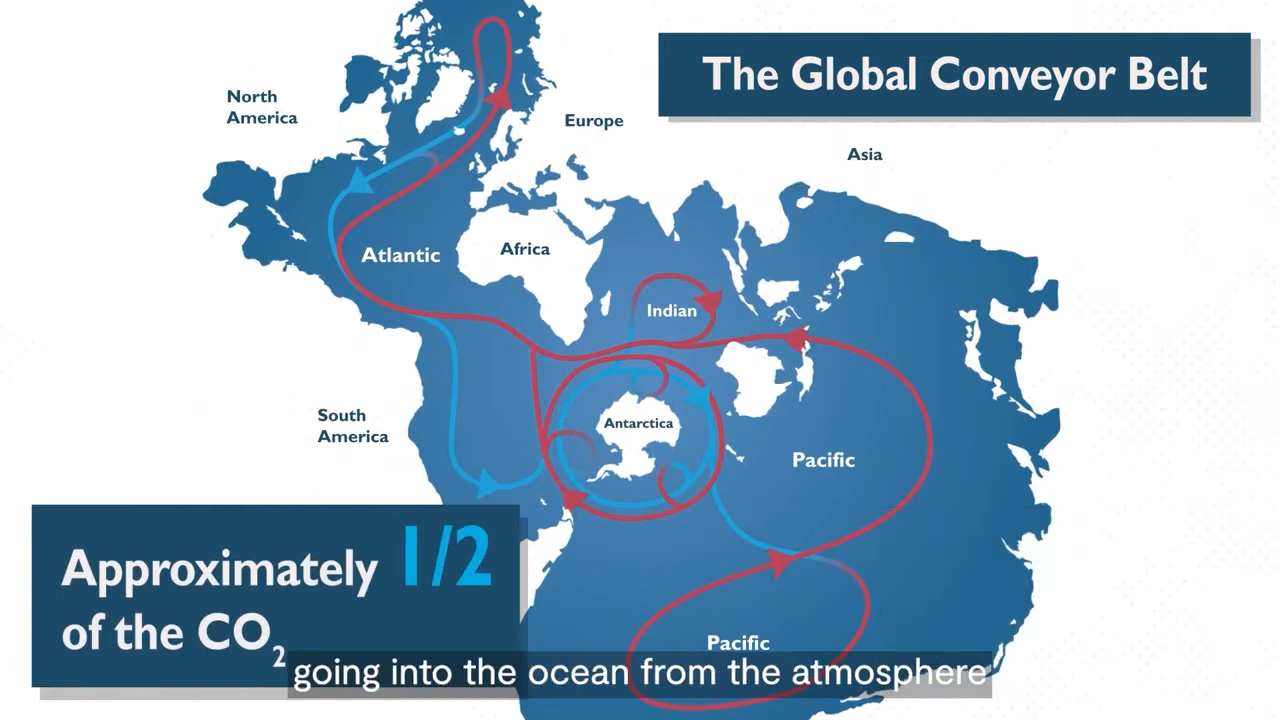 The Global Conveyor Belt
North
America
Europe
Asia
Atlantic
Africa
Indian
South
America
Antarctica
Pacific
Approximately 1/2
of the CO₂
Pacific
going into the ocean from the atmosphere